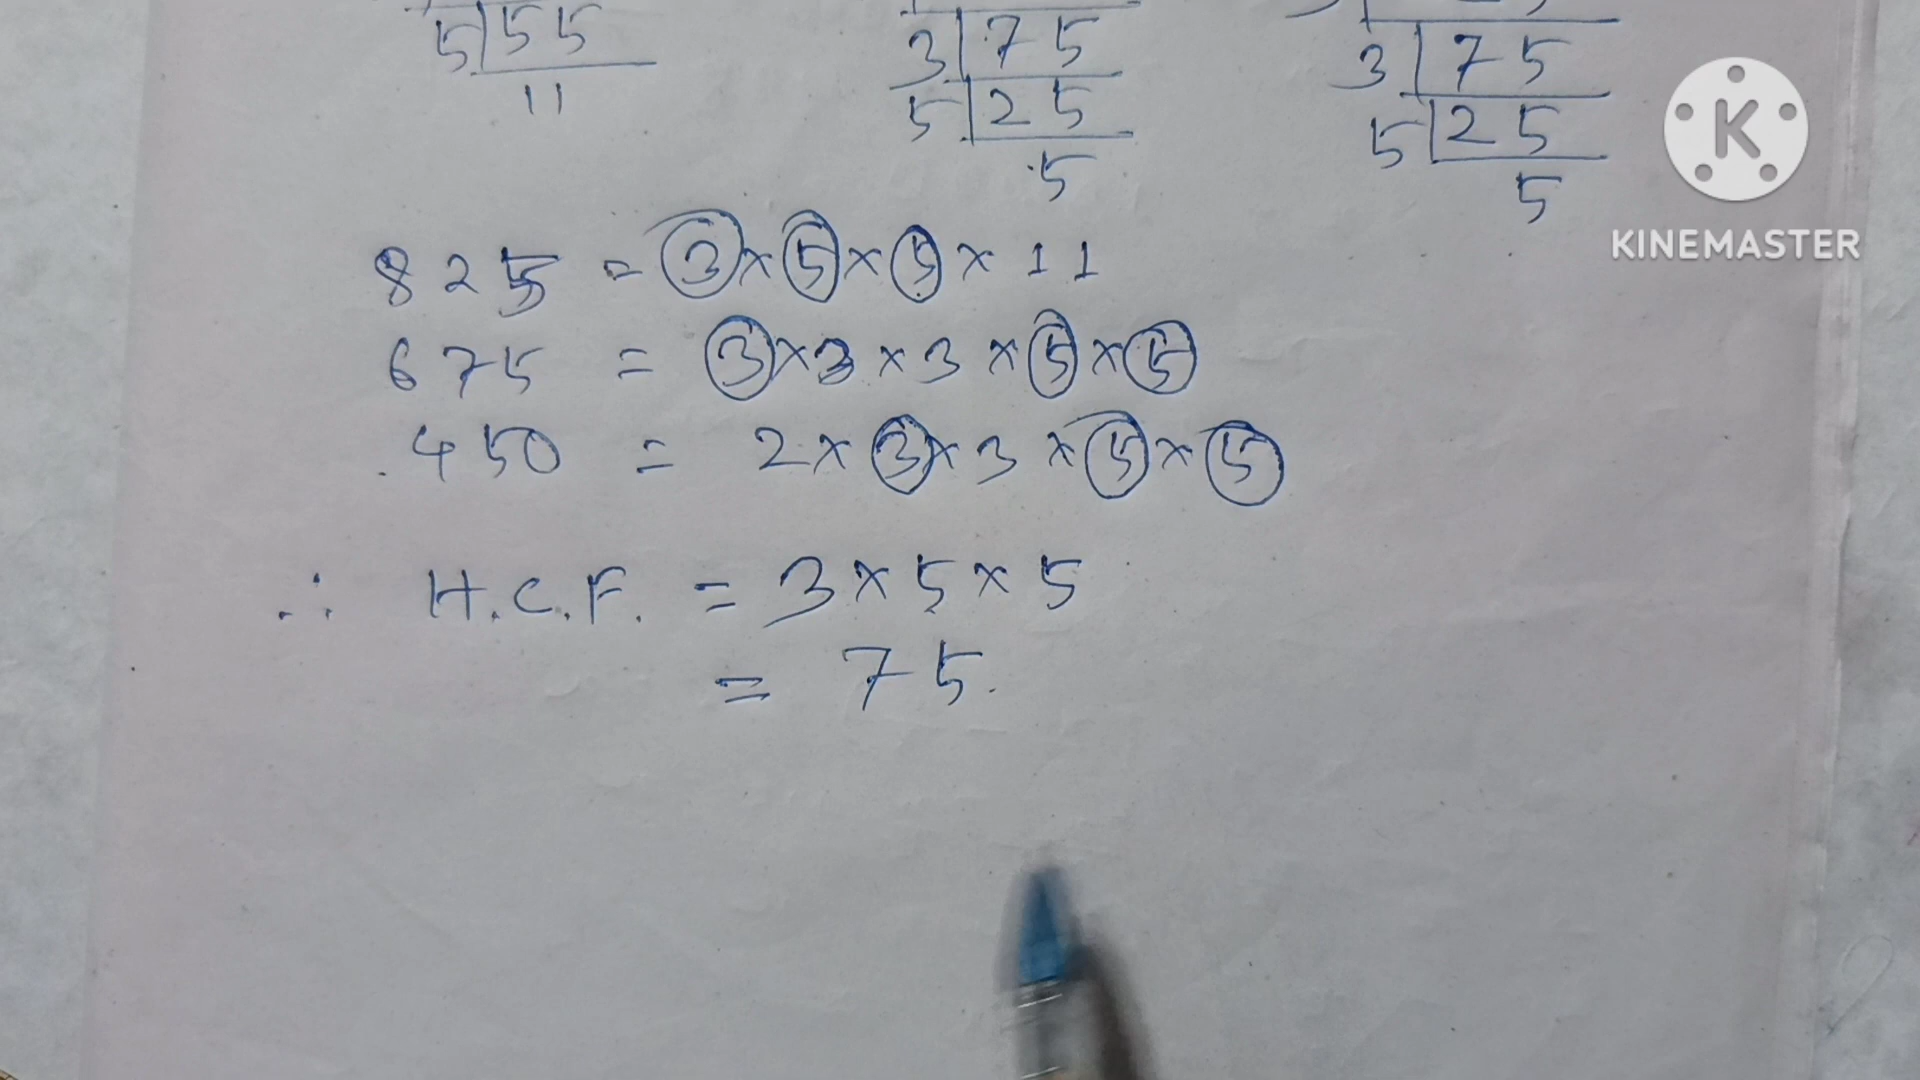 5|55
11
3|75
5|25
5
3|75
5|25
5
K
KINEMASTER
825 = 3×5×5×11
675 = 3×3×3×5×5
450 = 2×3×3×5×5
∴ H.C.F. = 3×5×5
= 75.